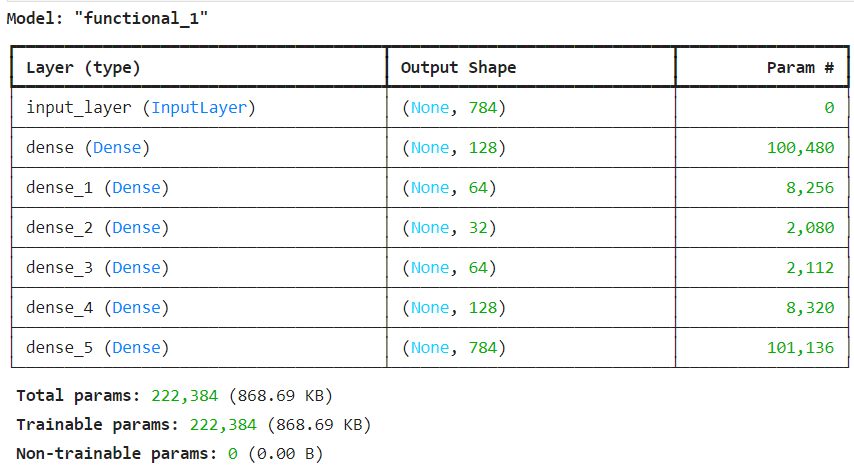 Model: "functional_1"
Layer (type) Output Shape Param #
input_layer (InputLayer) (None, 784) 0
dense (Dense) (None, 128) 100,480
dense_1 (Dense) (None, 64) 8,256
dense_2 (Dense) (None, 32) 2,080
dense_3 (Dense) (None, 64) 2,112
dense_4 (Dense) (None, 128) 8,320
dense_5 (Dense) (None, 784) 101,136
Total params: 222,384 (868.69 KB)
Trainable params: 222,384 (868.69 KB)
Non-trainable params: 0 (0.00 B)